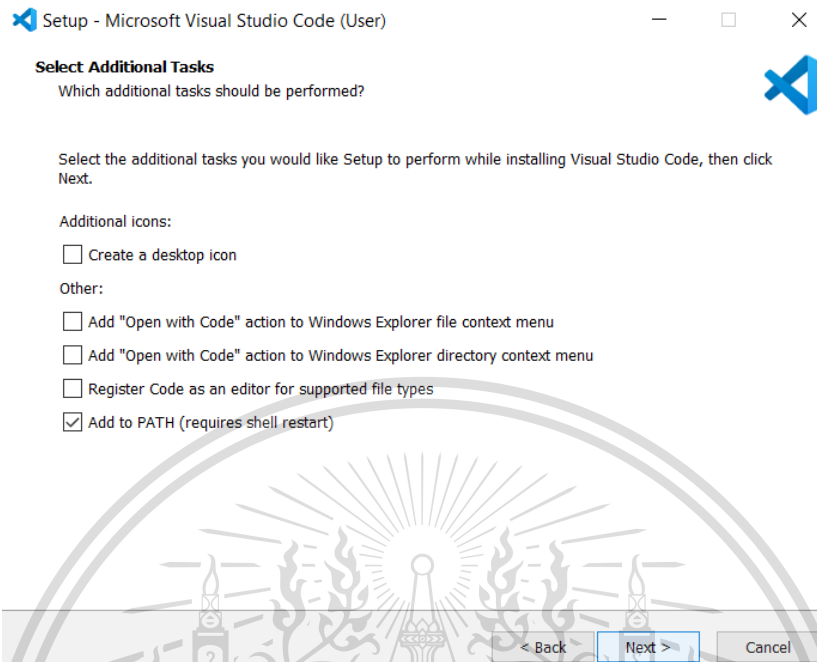 Setup - Microsoft Visual Studio Code (User)
Select Additional Tasks
Which additional tasks should be performed?
Select the additional tasks you would like Setup to perform while installing Visual Studio Code, then click
Next.
Additional icons:
Create a desktop icon
Other:
Add "Open with Code" action to Windows Explorer file context menu
Add "Open with Code" action to Windows Explorer directory context menu
Register Code as an editor for supported file types
Add to PATH (requires shell restart)
< Back Next > Cancel